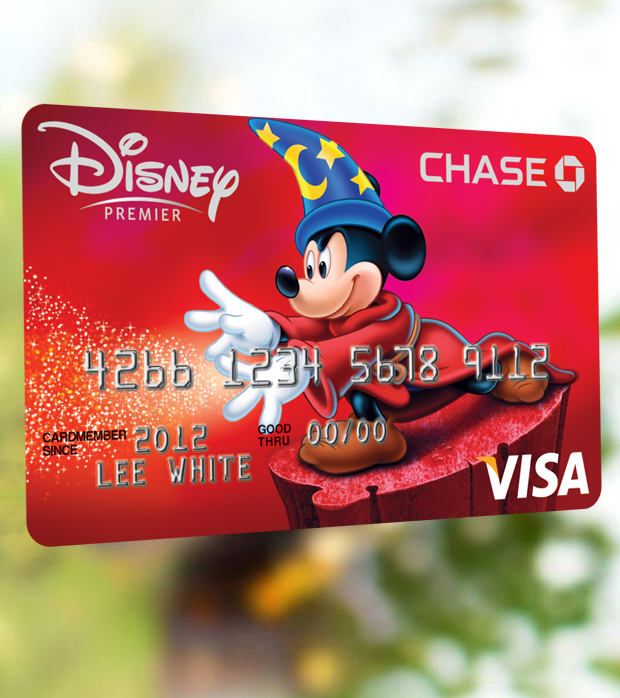 Disney
PREMIER
CHASE
4266 1234 5678 9112
CARDMEMBER SINCE 2012
GOOD THRU 00/00
LEE WHITE
VISA